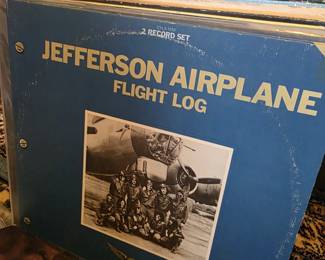 2 RECORD SET
JEFFERSON AIRPLANE
FLIGHT LOG